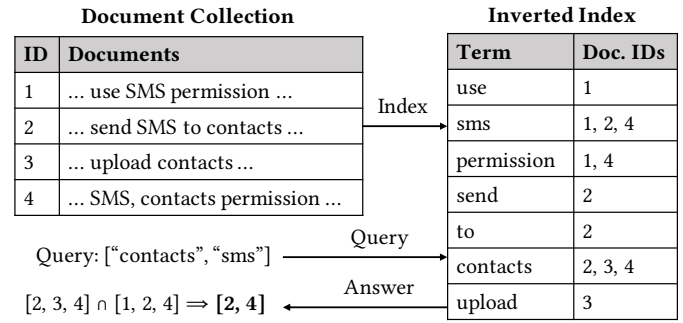 Document Collection
ID Documents
1 ... use SMS permission ...
2 ... send SMS to contacts ...
3 ... upload contacts ...
4 ... SMS, contacts permission ...
Index
Inverted Index
Term Doc. IDs
use 1
sms 1, 2, 4
permission 1, 4
send 2
to 2
contacts 2, 3, 4
upload 3
Query: [“contacts”, “sms”]
Query
[2, 3, 4] ∩ [1, 2, 4] ⇒ [2, 4]
Answer